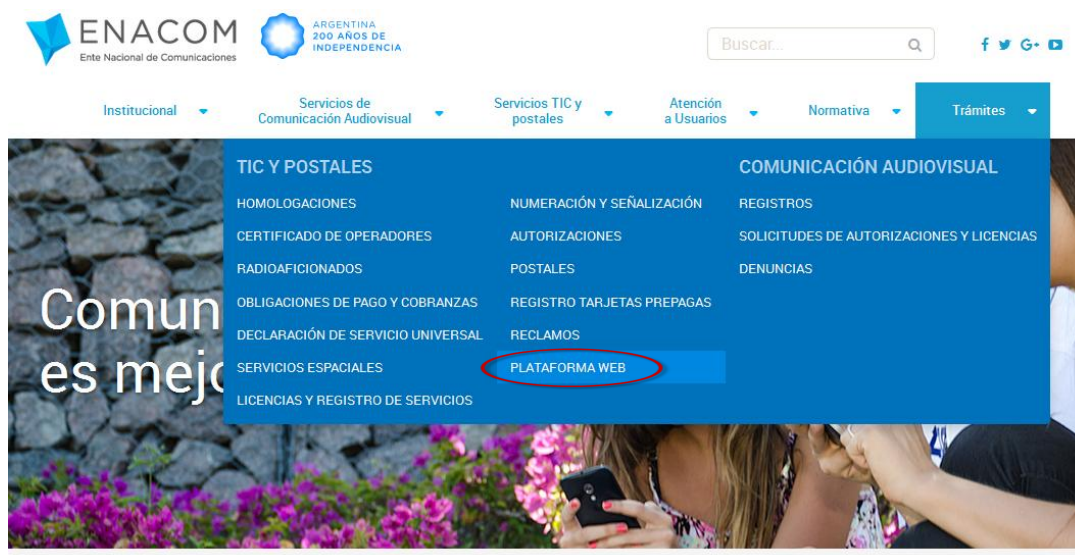 ENACOM
Ente Nacional de Comunicaciones
ARGENTINA
200 AÑOS DE
INDEPENDENCIA
Buscar...
Institucional
Servicios de
Comunicación Audiovisual
Servicios TIC y
postales
Atención
a Usuarios
Normativa
Trámites
TIC Y POSTALES
HOMOLOGACIONES
CERTIFICADO DE OPERADORES
RADIOAFICIONADOS
OBLIGACIONES DE PAGO Y COBRANZAS
DECLARACIÓN DE SERVICIO UNIVERSAL
SERVICIOS ESPACIALES
LICENCIAS Y REGISTRO DE SERVICIOS
NUMERACIÓN Y SEÑALIZACIÓN
AUTORIZACIONES
POSTALES
REGISTRO TARJETAS PREPAGAS
RECLAMOS
PLATAFORMA WEB
COMUNICACIÓN AUDIOVISUAL
REGISTROS
SOLICITUDES DE AUTORIZACIONES Y LICENCIAS
DENUNCIAS
Comun
es mejo